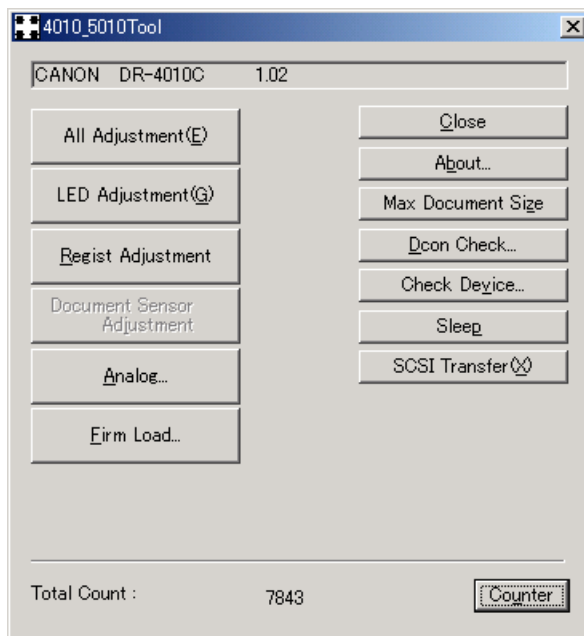 4010_5010Tool
CANON DR-4010C 1.02
All Adjustment(E)
LED Adjustment(G)
Regist Adjustment
Document Sensor
Adjustment
Analog...
Firm Load...
Close
About...
Max Document Size
Dcon Check...
Check Device...
Sleep
SCSI Transfer(X)
Total Count : 7843
Counter